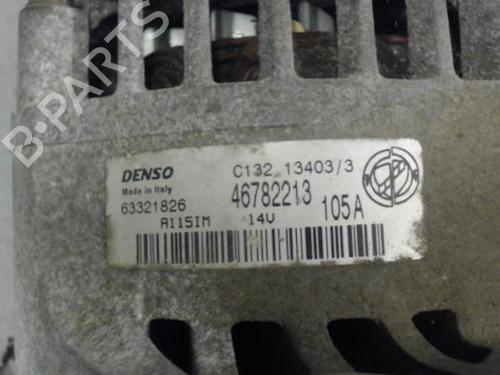 B-PARTS
DENSO C132 13403/3
Made in Italy 46782213
63321826 105A
A115IM 14V